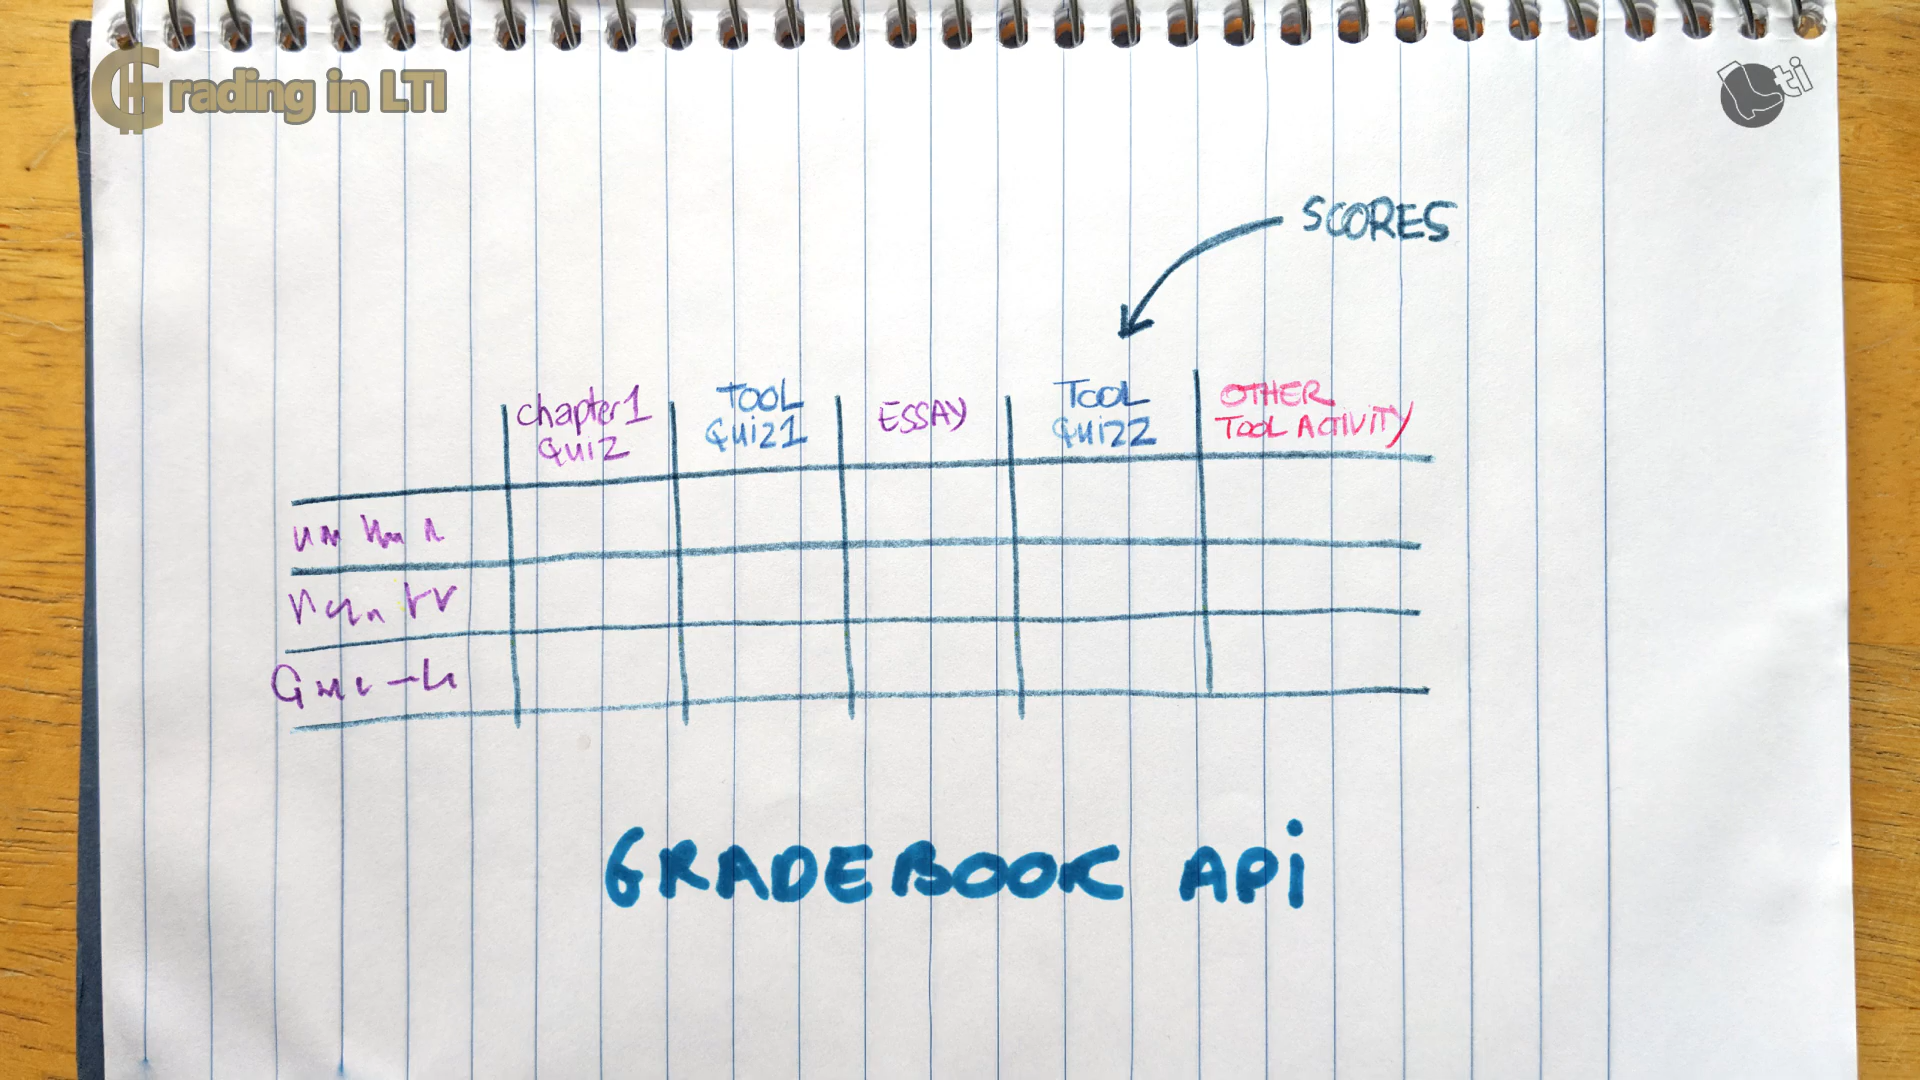 Grading in LTI
Lti
SCORES
Chapter 1
Quiz
TOOL
Quiz 1
ESSAY
TOOL
Quiz 2
OTHER
TOOL ACTIVITY
GRADEBOOK APi